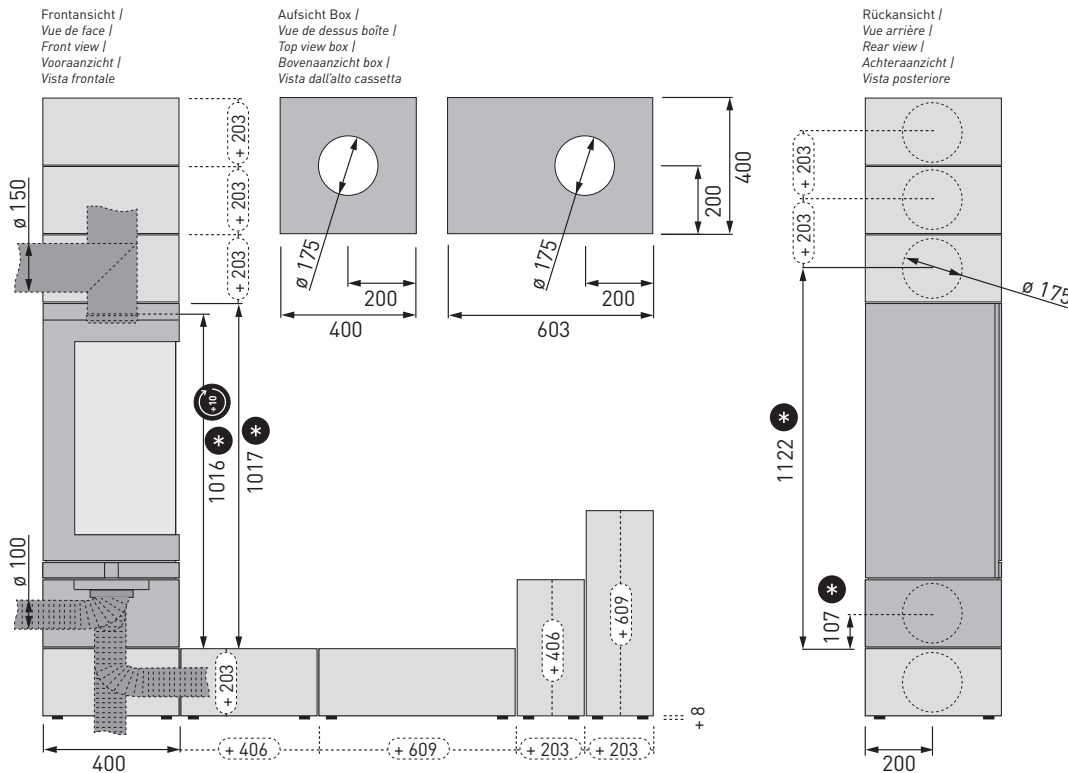 Frontansicht /
Vue de face /
Front view /
Vooraanzicht /
Vista frontale
Aufsicht Box /
Vue de dessus boîte /
Top view box /
Bovenaanzicht box /
Vista dall'alto cassetta
Rückansicht /
Vue arrière /
Rear view /
Achteraanzicht /
Vista posteriore
+ 203
+ 203
+ 203
ø 150
ø 100
+10
1016 *
1017 *
+ 203
400
+ 406
+ 609
+ 203
+ 203
+ 406
+ 609
+ 8
ø 175
200
400
ø 175
200
603
200
400
+ 203
+ 203
ø 175
1122 *
107 *
200